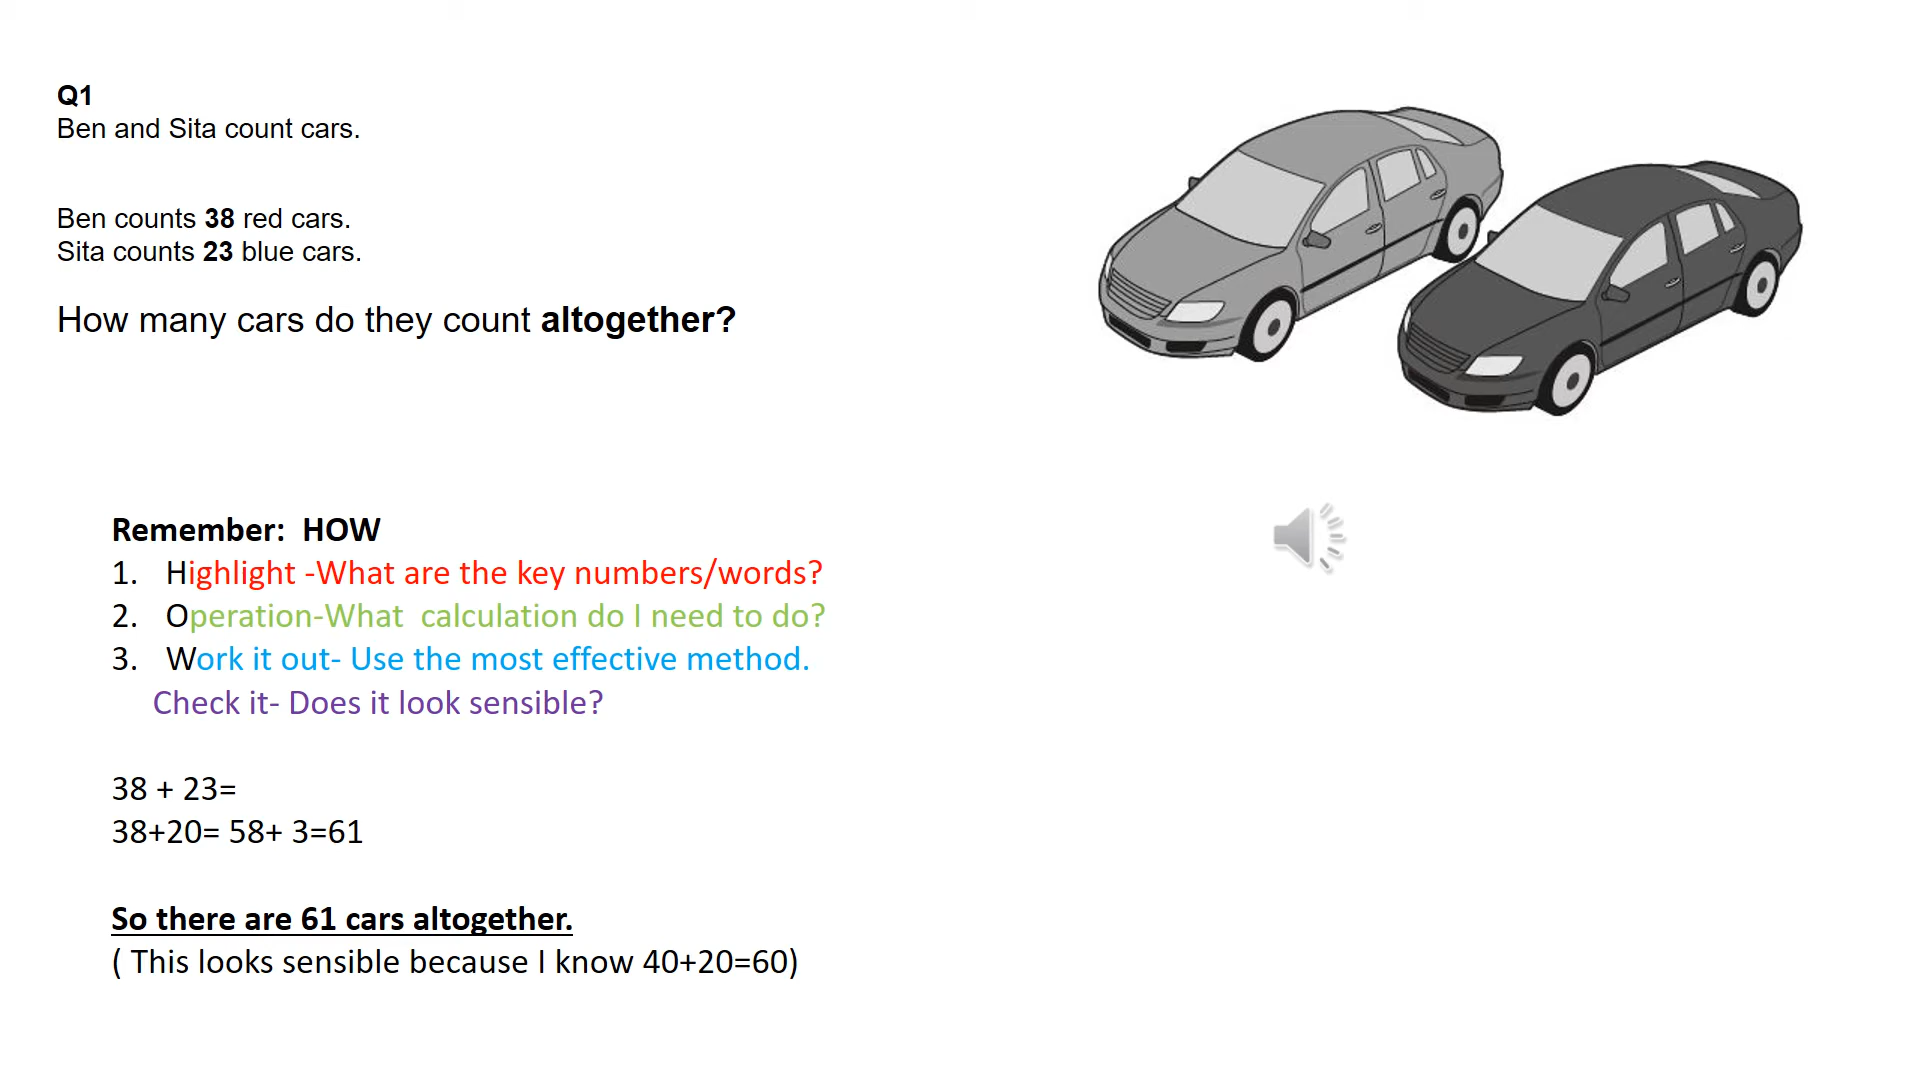 Q1
Ben and Sita count cars.
Ben counts 38 red cars.
Sita counts 23 blue cars.
How many cars do they count altogether?
Remember:  HOW
1. Highlight -What are the key numbers/words?
2. Operation-What  calculation do I need to do?
3. Work it out- Use the most effective method.
Check it- Does it look sensible?
38 + 23=
38+20= 58+ 3=61
So there are 61 cars altogether.
( This looks sensible because I know 40+20=60)